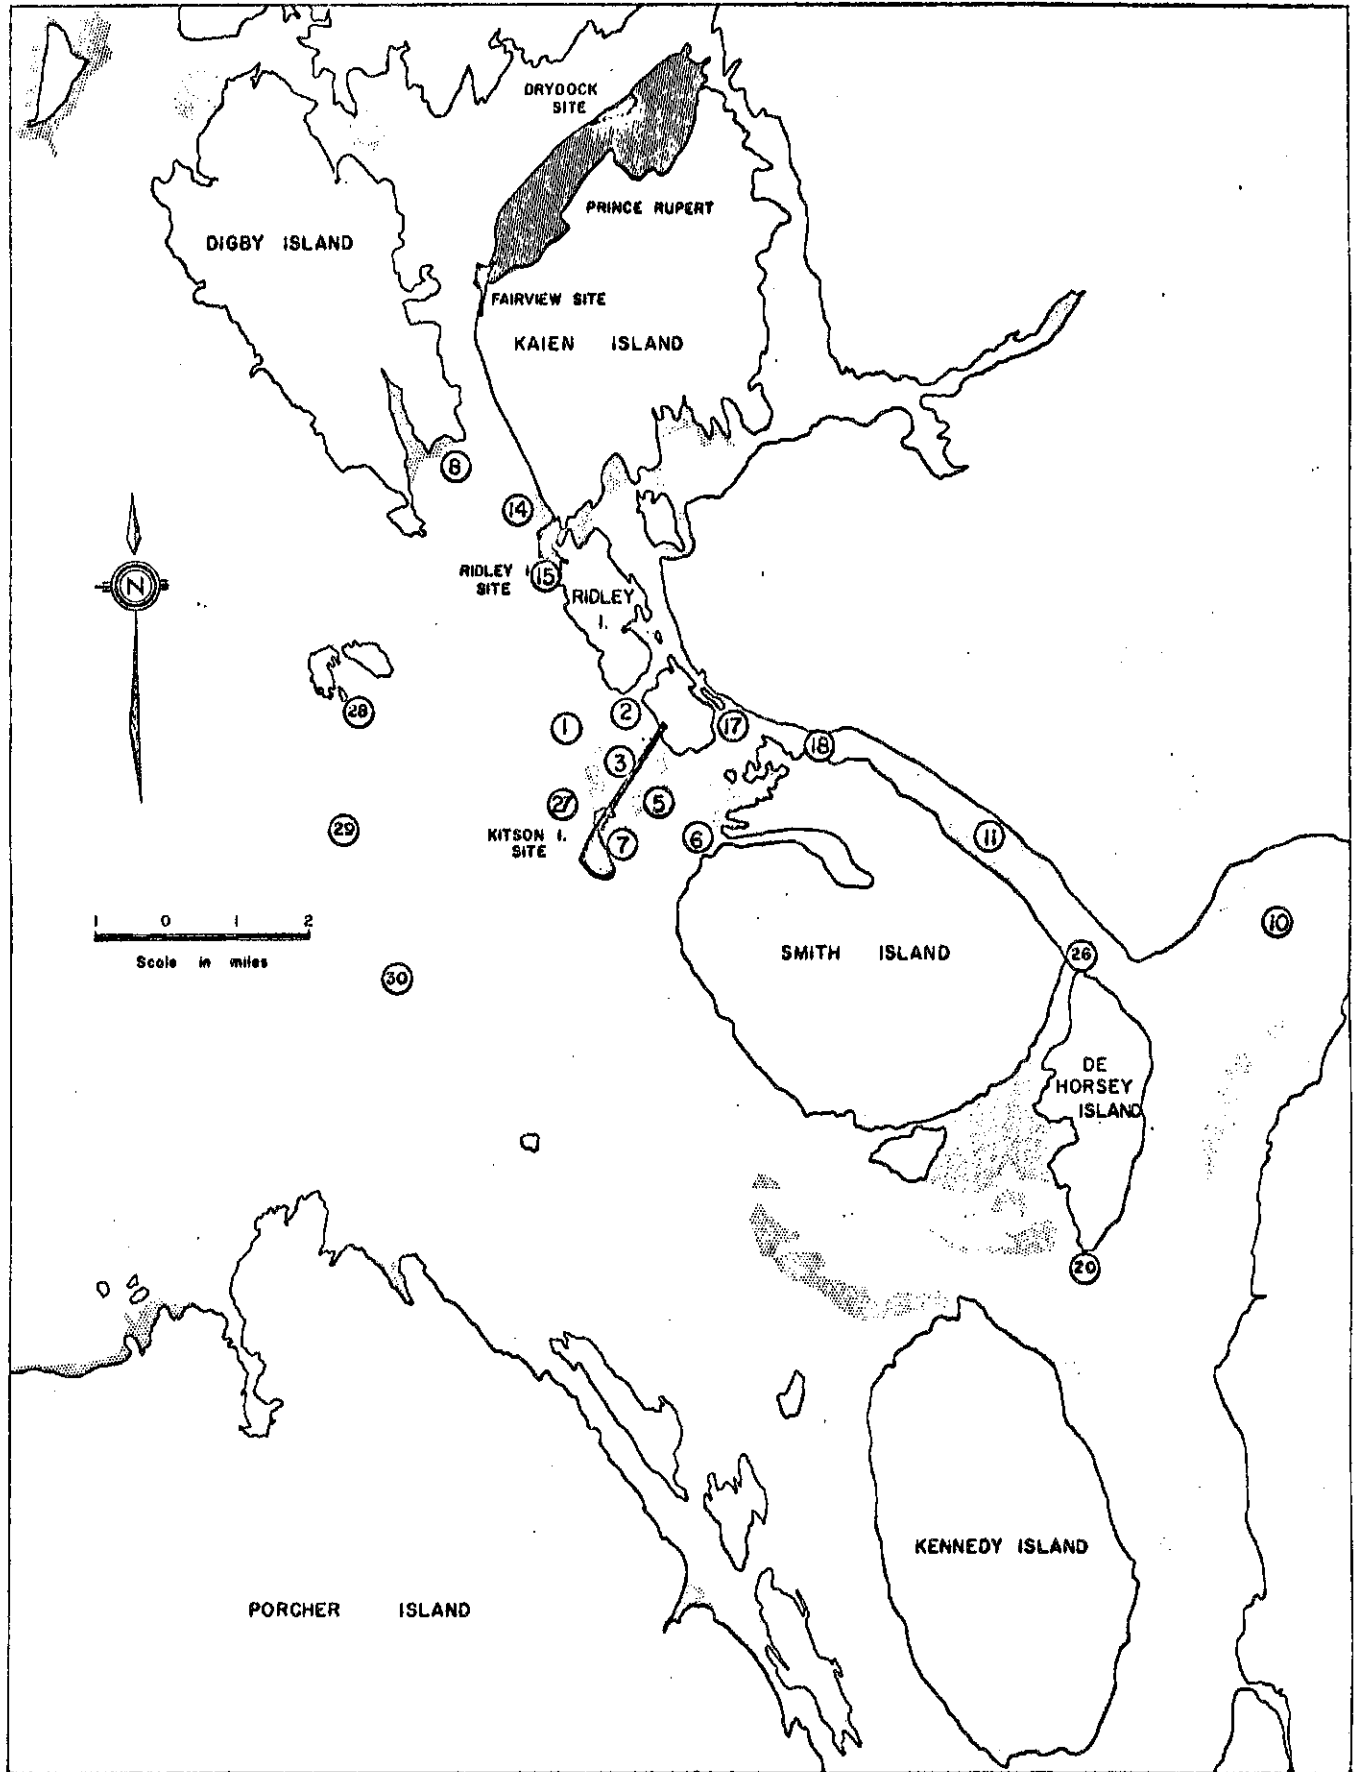 DRYDOCK
SITE
PRINCE RUPERT
DIGBY ISLAND
FAIRVIEW SITE
KAIEN ISLAND
8
14
RIDLEY I.
SITE
15
RIDLEY
I.
N
28
1
2
17
18
3
27
5
29
KITSON I.
SITE
7
6
11
10
1 0 1 2
Scale in miles
30
SMITH ISLAND
26
DE
HORSEY
ISLAND
20
KENNEDY ISLAND
PORCHER ISLAND